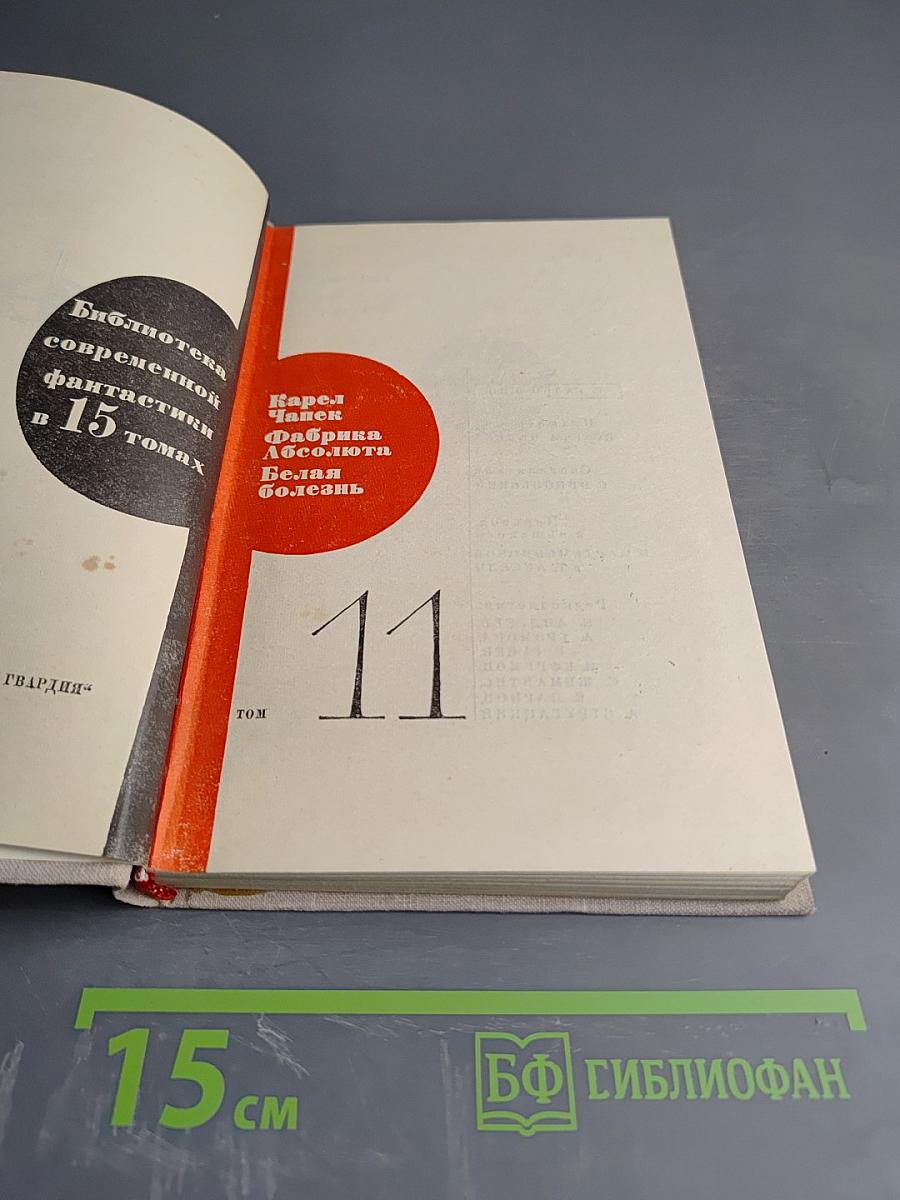 Библиотека
современной
фантастики
в 15 томах
ГВАРДИЯ“
Карел
Чапек
Фабрика
Абсолюта
Белая
болезнь
ТОМ 11
15 см
БФ БИБЛИОФАН